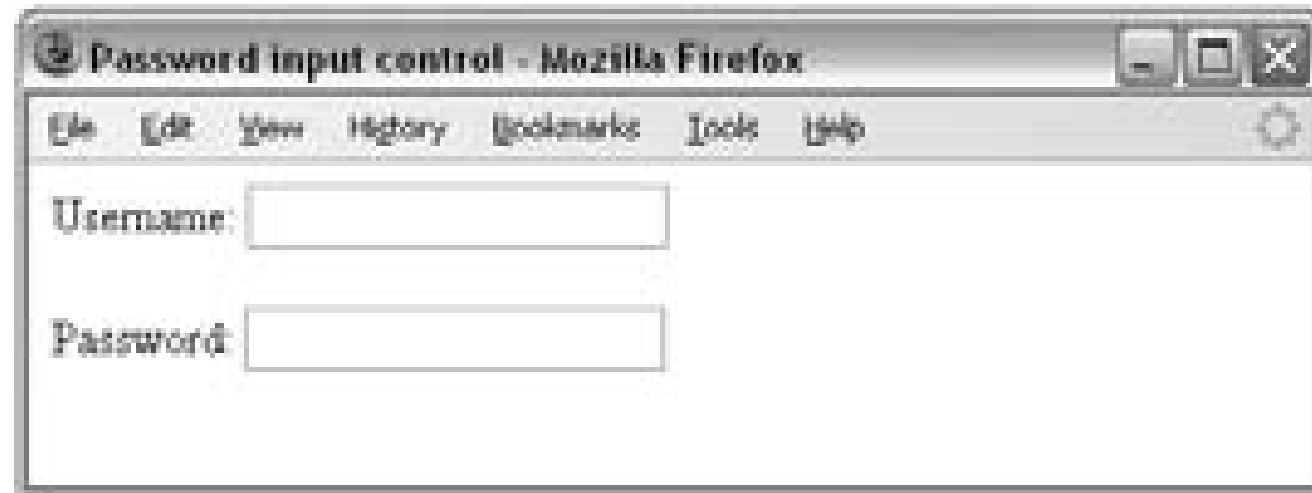 Password input control - Mozilla Firefox
File Edit View History Bookmarks Tools Help
Username:
Password: